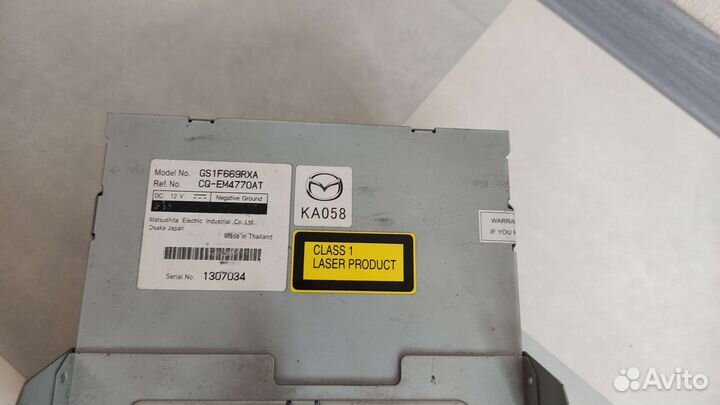 Model No. GS1F669RXA
Ref No. CQ-EM4770AT
DC 12 V Negative Ground
Matsushita Electric Industrial Co. Ltd.
Osaka Japan
Made in Thailand
Serial No. 1307034
KA058
CLASS 1
LASER PRODUCT
OPEN
WARRA
IF YOU
Avito